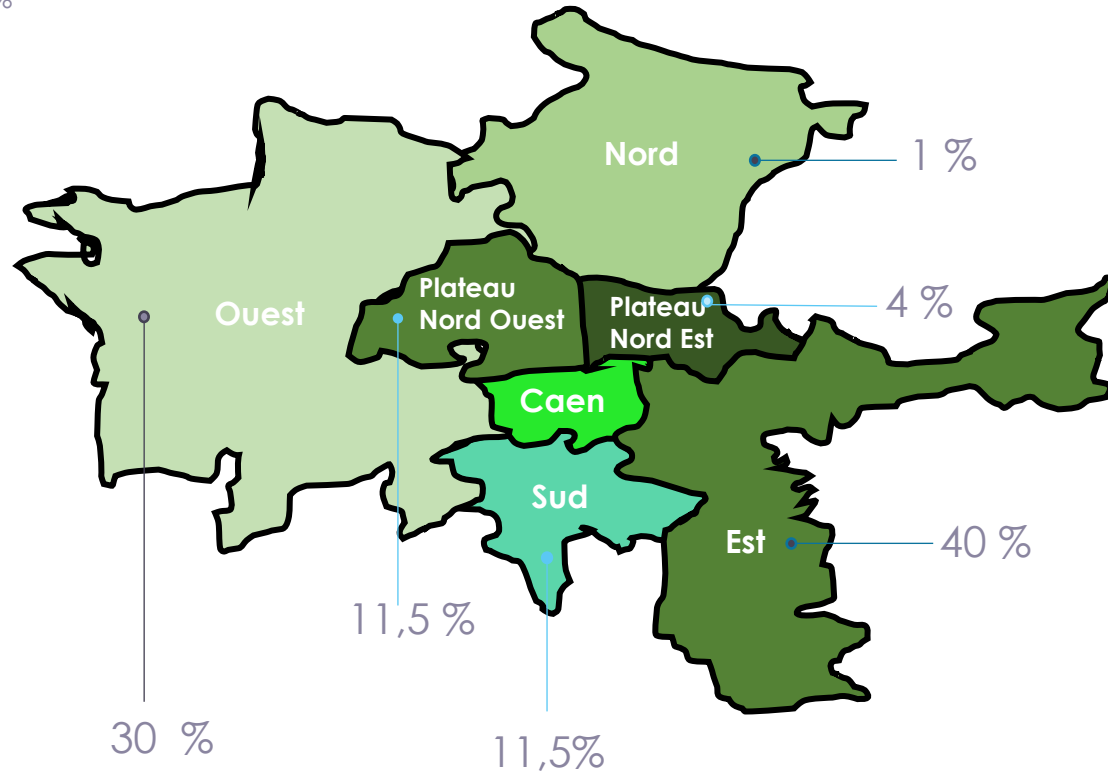 %
Nord
1 %
Plateau
Nord Ouest
Ouest
Plateau
Nord Est
4 %
Caen
Sud
Est
40 %
11,5 %
30 %
11,5%